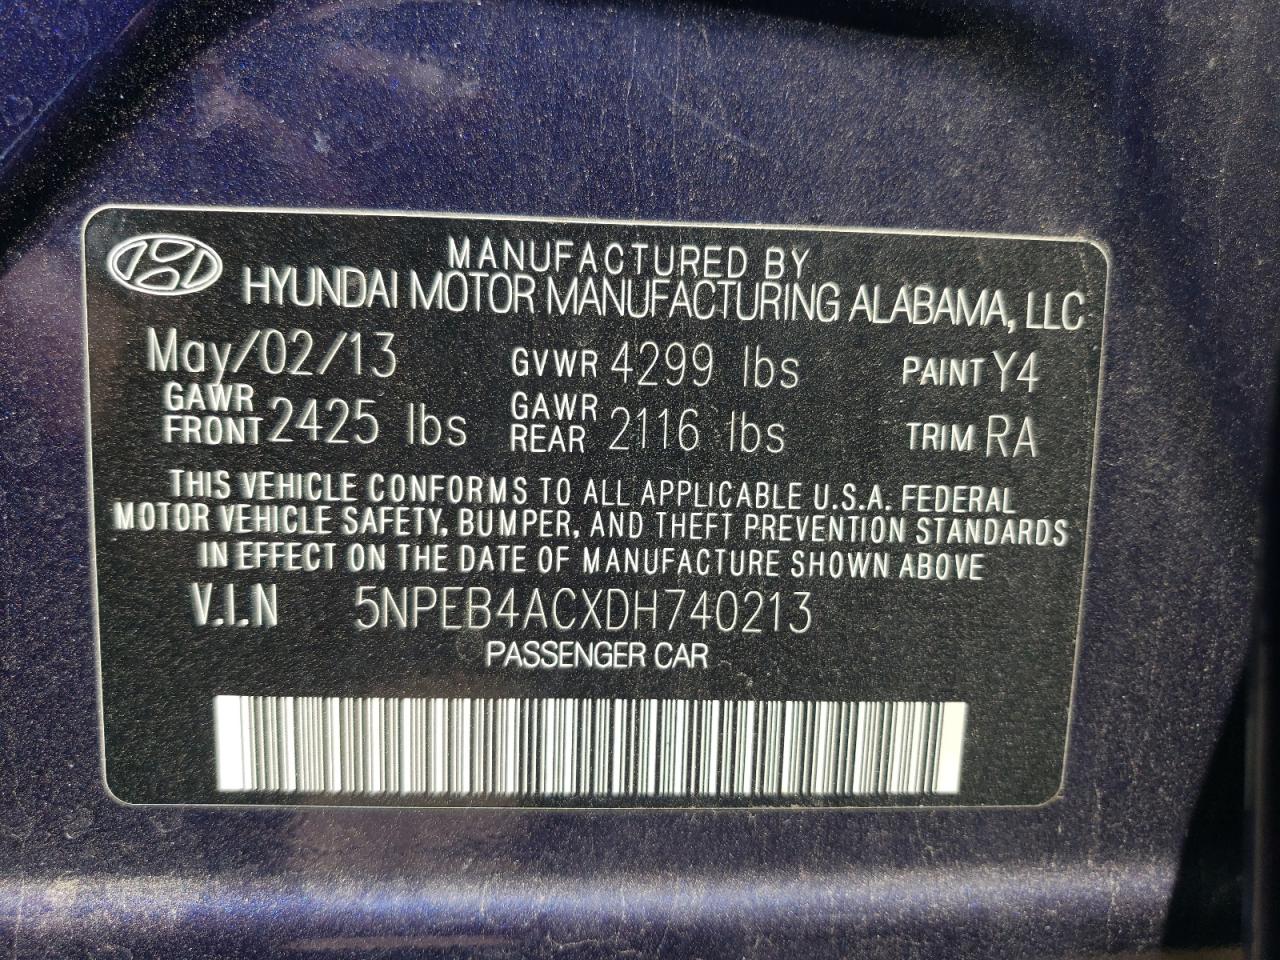 MANUFACTURED BY
HYUNDAI MOTOR MANUFACTURING ALABAMA, LLC
May/02/13 GVWR 4299 lbs PAINT Y4
GAWR FRONT 2425 lbs GAWR REAR 2116 lbs TRIM RA
THIS VEHICLE CONFORMS TO ALL APPLICABLE U.S.A. FEDERAL
MOTOR VEHICLE SAFETY, BUMPER, AND THEFT PREVENTION STANDARDS
IN EFFECT ON THE DATE OF MANUFACTURE SHOWN ABOVE
V.I.N 5NPEB4ACXDH740213
PASSENGER CAR